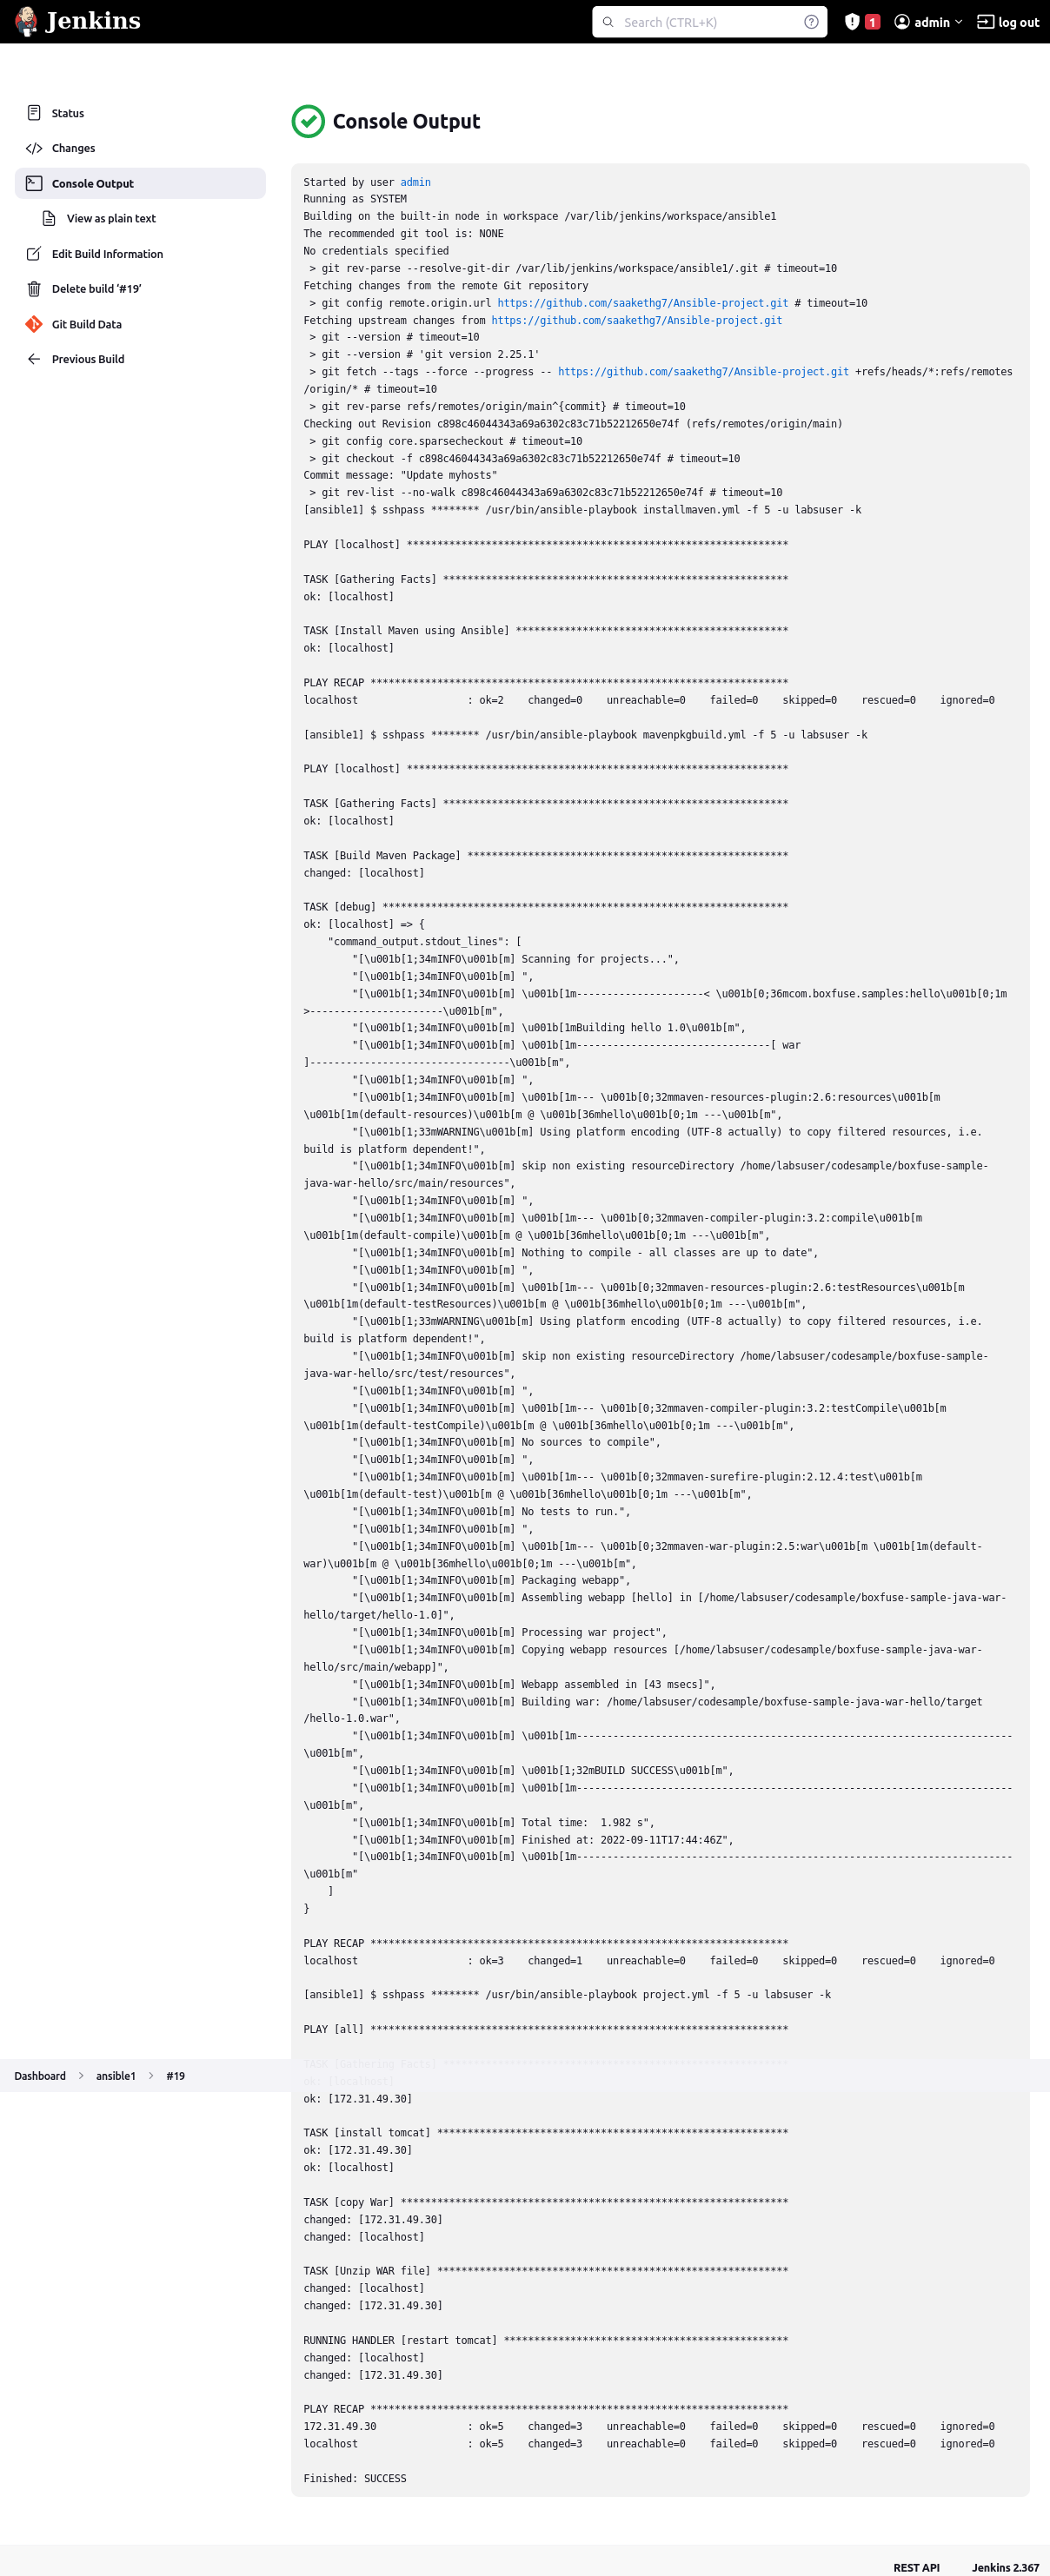 Jenkins
Search (CTRL+K)
1
admin
log out
Status
Changes
Console Output
View as plain text
Edit Build Information
Delete build ‘#19’
Git Build Data
Previous Build
Console Output
Started by user admin
Running as SYSTEM
Building on the built-in node in workspace /var/lib/jenkins/workspace/ansible1
The recommended git tool is: NONE
No credentials specified
 > git rev-parse --resolve-git-dir /var/lib/jenkins/workspace/ansible1/.git # timeout=10
Fetching changes from the remote Git repository
 > git config remote.origin.url https://github.com/saakethg7/Ansible-project.git # timeout=10
Fetching upstream changes from https://github.com/saakethg7/Ansible-project.git
 > git --version # timeout=10
 > git --version # 'git version 2.25.1'
 > git fetch --tags --force --progress -- https://github.com/saakethg7/Ansible-project.git +refs/heads/*:refs/remotes
/origin/* # timeout=10
 > git rev-parse refs/remotes/origin/main^{commit} # timeout=10
Checking out Revision c898c46044343a69a6302c83c71b52212650e74f (refs/remotes/origin/main)
 > git config core.sparsecheckout # timeout=10
 > git checkout -f c898c46044343a69a6302c83c71b52212650e74f # timeout=10
Commit message: "Update myhosts"
 > git rev-list --no-walk c898c46044343a69a6302c83c71b52212650e74f # timeout=10
[ansible1] $ sshpass ******** /usr/bin/ansible-playbook installmaven.yml -f 5 -u labsuser -k
PLAY [localhost] ***************************************************************
TASK [Gathering Facts] *********************************************************
ok: [localhost]
TASK [Install Maven using Ansible] *********************************************
ok: [localhost]
PLAY RECAP *********************************************************************
localhost                  : ok=2    changed=0    unreachable=0    failed=0    skipped=0    rescued=0    ignored=0
[ansible1] $ sshpass ******** /usr/bin/ansible-playbook mavenpkgbuild.yml -f 5 -u labsuser -k
PLAY [localhost] ***************************************************************
TASK [Gathering Facts] *********************************************************
ok: [localhost]
TASK [Build Maven Package] *****************************************************
changed: [localhost]
TASK [debug] *******************************************************************
ok: [localhost] => {
    "command_output.stdout_lines": [
        "[\u001b[1;34mINFO\u001b[m] Scanning for projects...",
        "[\u001b[1;34mINFO\u001b[m] ",
        "[\u001b[1;34mINFO\u001b[m] \u001b[1m---------------------< \u001b[0;36mcom.boxfuse.samples:hello\u001b[0;1m
>----------------------\u001b[m",
        "[\u001b[1;34mINFO\u001b[m] \u001b[1mBuilding hello 1.0\u001b[m",
        "[\u001b[1;34mINFO\u001b[m] \u001b[1m--------------------------------[ war
]---------------------------------\u001b[m",
        "[\u001b[1;34mINFO\u001b[m] ",
        "[\u001b[1;34mINFO\u001b[m] \u001b[1m--- \u001b[0;32mmaven-resources-plugin:2.6:resources\u001b[m
\u001b[1m(default-resources)\u001b[m @ \u001b[36mhello\u001b[0;1m ---\u001b[m",
        "[\u001b[1;33mWARNING\u001b[m] Using platform encoding (UTF-8 actually) to copy filtered resources, i.e.
build is platform dependent!",
        "[\u001b[1;34mINFO\u001b[m] skip non existing resourceDirectory /home/labsuser/codesample/boxfuse-sample-
java-war-hello/src/main/resources",
        "[\u001b[1;34mINFO\u001b[m] ",
        "[\u001b[1;34mINFO\u001b[m] \u001b[1m--- \u001b[0;32mmaven-compiler-plugin:3.2:compile\u001b[m
\u001b[1m(default-compile)\u001b[m @ \u001b[36mhello\u001b[0;1m ---\u001b[m",
        "[\u001b[1;34mINFO\u001b[m] Nothing to compile - all classes are up to date",
        "[\u001b[1;34mINFO\u001b[m] ",
        "[\u001b[1;34mINFO\u001b[m] \u001b[1m--- \u001b[0;32mmaven-resources-plugin:2.6:testResources\u001b[m
\u001b[1m(default-testResources)\u001b[m @ \u001b[36mhello\u001b[0;1m ---\u001b[m",
        "[\u001b[1;33mWARNING\u001b[m] Using platform encoding (UTF-8 actually) to copy filtered resources, i.e.
build is platform dependent!",
        "[\u001b[1;34mINFO\u001b[m] skip non existing resourceDirectory /home/labsuser/codesample/boxfuse-sample-
java-war-hello/src/test/resources",
        "[\u001b[1;34mINFO\u001b[m] ",
        "[\u001b[1;34mINFO\u001b[m] \u001b[1m--- \u001b[0;32mmaven-compiler-plugin:3.2:testCompile\u001b[m
\u001b[1m(default-testCompile)\u001b[m @ \u001b[36mhello\u001b[0;1m ---\u001b[m",
        "[\u001b[1;34mINFO\u001b[m] No sources to compile",
        "[\u001b[1;34mINFO\u001b[m] ",
        "[\u001b[1;34mINFO\u001b[m] \u001b[1m--- \u001b[0;32mmaven-surefire-plugin:2.12.4:test\u001b[m
\u001b[1m(default-test)\u001b[m @ \u001b[36mhello\u001b[0;1m ---\u001b[m",
        "[\u001b[1;34mINFO\u001b[m] No tests to run.",
        "[\u001b[1;34mINFO\u001b[m] ",
        "[\u001b[1;34mINFO\u001b[m] \u001b[1m--- \u001b[0;32mmaven-war-plugin:2.5:war\u001b[m \u001b[1m(default-
war)\u001b[m @ \u001b[36mhello\u001b[0;1m ---\u001b[m",
        "[\u001b[1;34mINFO\u001b[m] Packaging webapp",
        "[\u001b[1;34mINFO\u001b[m] Assembling webapp [hello] in [/home/labsuser/codesample/boxfuse-sample-java-war-
hello/target/hello-1.0]",
        "[\u001b[1;34mINFO\u001b[m] Processing war project",
        "[\u001b[1;34mINFO\u001b[m] Copying webapp resources [/home/labsuser/codesample/boxfuse-sample-java-war-
hello/src/main/webapp]",
        "[\u001b[1;34mINFO\u001b[m] Webapp assembled in [43 msecs]",
        "[\u001b[1;34mINFO\u001b[m] Building war: /home/labsuser/codesample/boxfuse-sample-java-war-hello/target
/hello-1.0.war",
        "[\u001b[1;34mINFO\u001b[m] \u001b[1m------------------------------------------------------------------------
\u001b[m",
        "[\u001b[1;34mINFO\u001b[m] \u001b[1;32mBUILD SUCCESS\u001b[m",
        "[\u001b[1;34mINFO\u001b[m] \u001b[1m------------------------------------------------------------------------
\u001b[m",
        "[\u001b[1;34mINFO\u001b[m] Total time:  1.982 s",
        "[\u001b[1;34mINFO\u001b[m] Finished at: 2022-09-11T17:44:46Z",
        "[\u001b[1;34mINFO\u001b[m] \u001b[1m------------------------------------------------------------------------
\u001b[m"
    ]
}
PLAY RECAP *********************************************************************
localhost                  : ok=3    changed=1    unreachable=0    failed=0    skipped=0    rescued=0    ignored=0
[ansible1] $ sshpass ******** /usr/bin/ansible-playbook project.yml -f 5 -u labsuser -k
PLAY [all] *********************************************************************
TASK [Gathering Facts] *********************************************************
Dashboard > ansible1 > #19
ok: [localhost]
ok: [172.31.49.30]
TASK [install tomcat] **********************************************************
ok: [172.31.49.30]
ok: [localhost]
TASK [copy War] ****************************************************************
changed: [172.31.49.30]
changed: [localhost]
TASK [Unzip WAR file] **********************************************************
changed: [localhost]
changed: [172.31.49.30]
RUNNING HANDLER [restart tomcat] ***********************************************
changed: [localhost]
changed: [172.31.49.30]
PLAY RECAP *********************************************************************
172.31.49.30               : ok=5    changed=3    unreachable=0    failed=0    skipped=0    rescued=0    ignored=0
localhost                  : ok=5    changed=3    unreachable=0    failed=0    skipped=0    rescued=0    ignored=0
Finished: SUCCESS
REST API
Jenkins 2.367